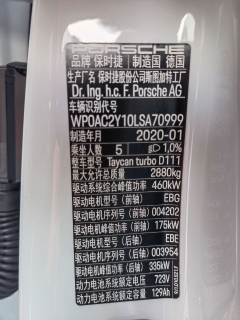 PORSCHE
品牌 保时捷 | 制造国 德国
厂名 保时捷股份公司斯图加特工厂
Dr. Ing. h.c. F. Porsche AG
车辆识别代号
WP0AC2Y10LSA70999
制造年月 2020-01
乘坐人数 5 gD 1,0%
整车型号 Taycan turbo D111
最大允许总质量 2880kg
驱动系统综合峰值功率 460kW
驱动电机型号(前轴) EBG
驱动电机序列号(前轴) 004202
驱动电机峰值功率(前轴) 175kW
驱动电机型号(后轴) EBE
驱动电机序列号(后轴) 003954
驱动电机峰值功率(后轴) 335kW
动力电池系统额定电压 723V
动力电池系统额定容量 129Ah